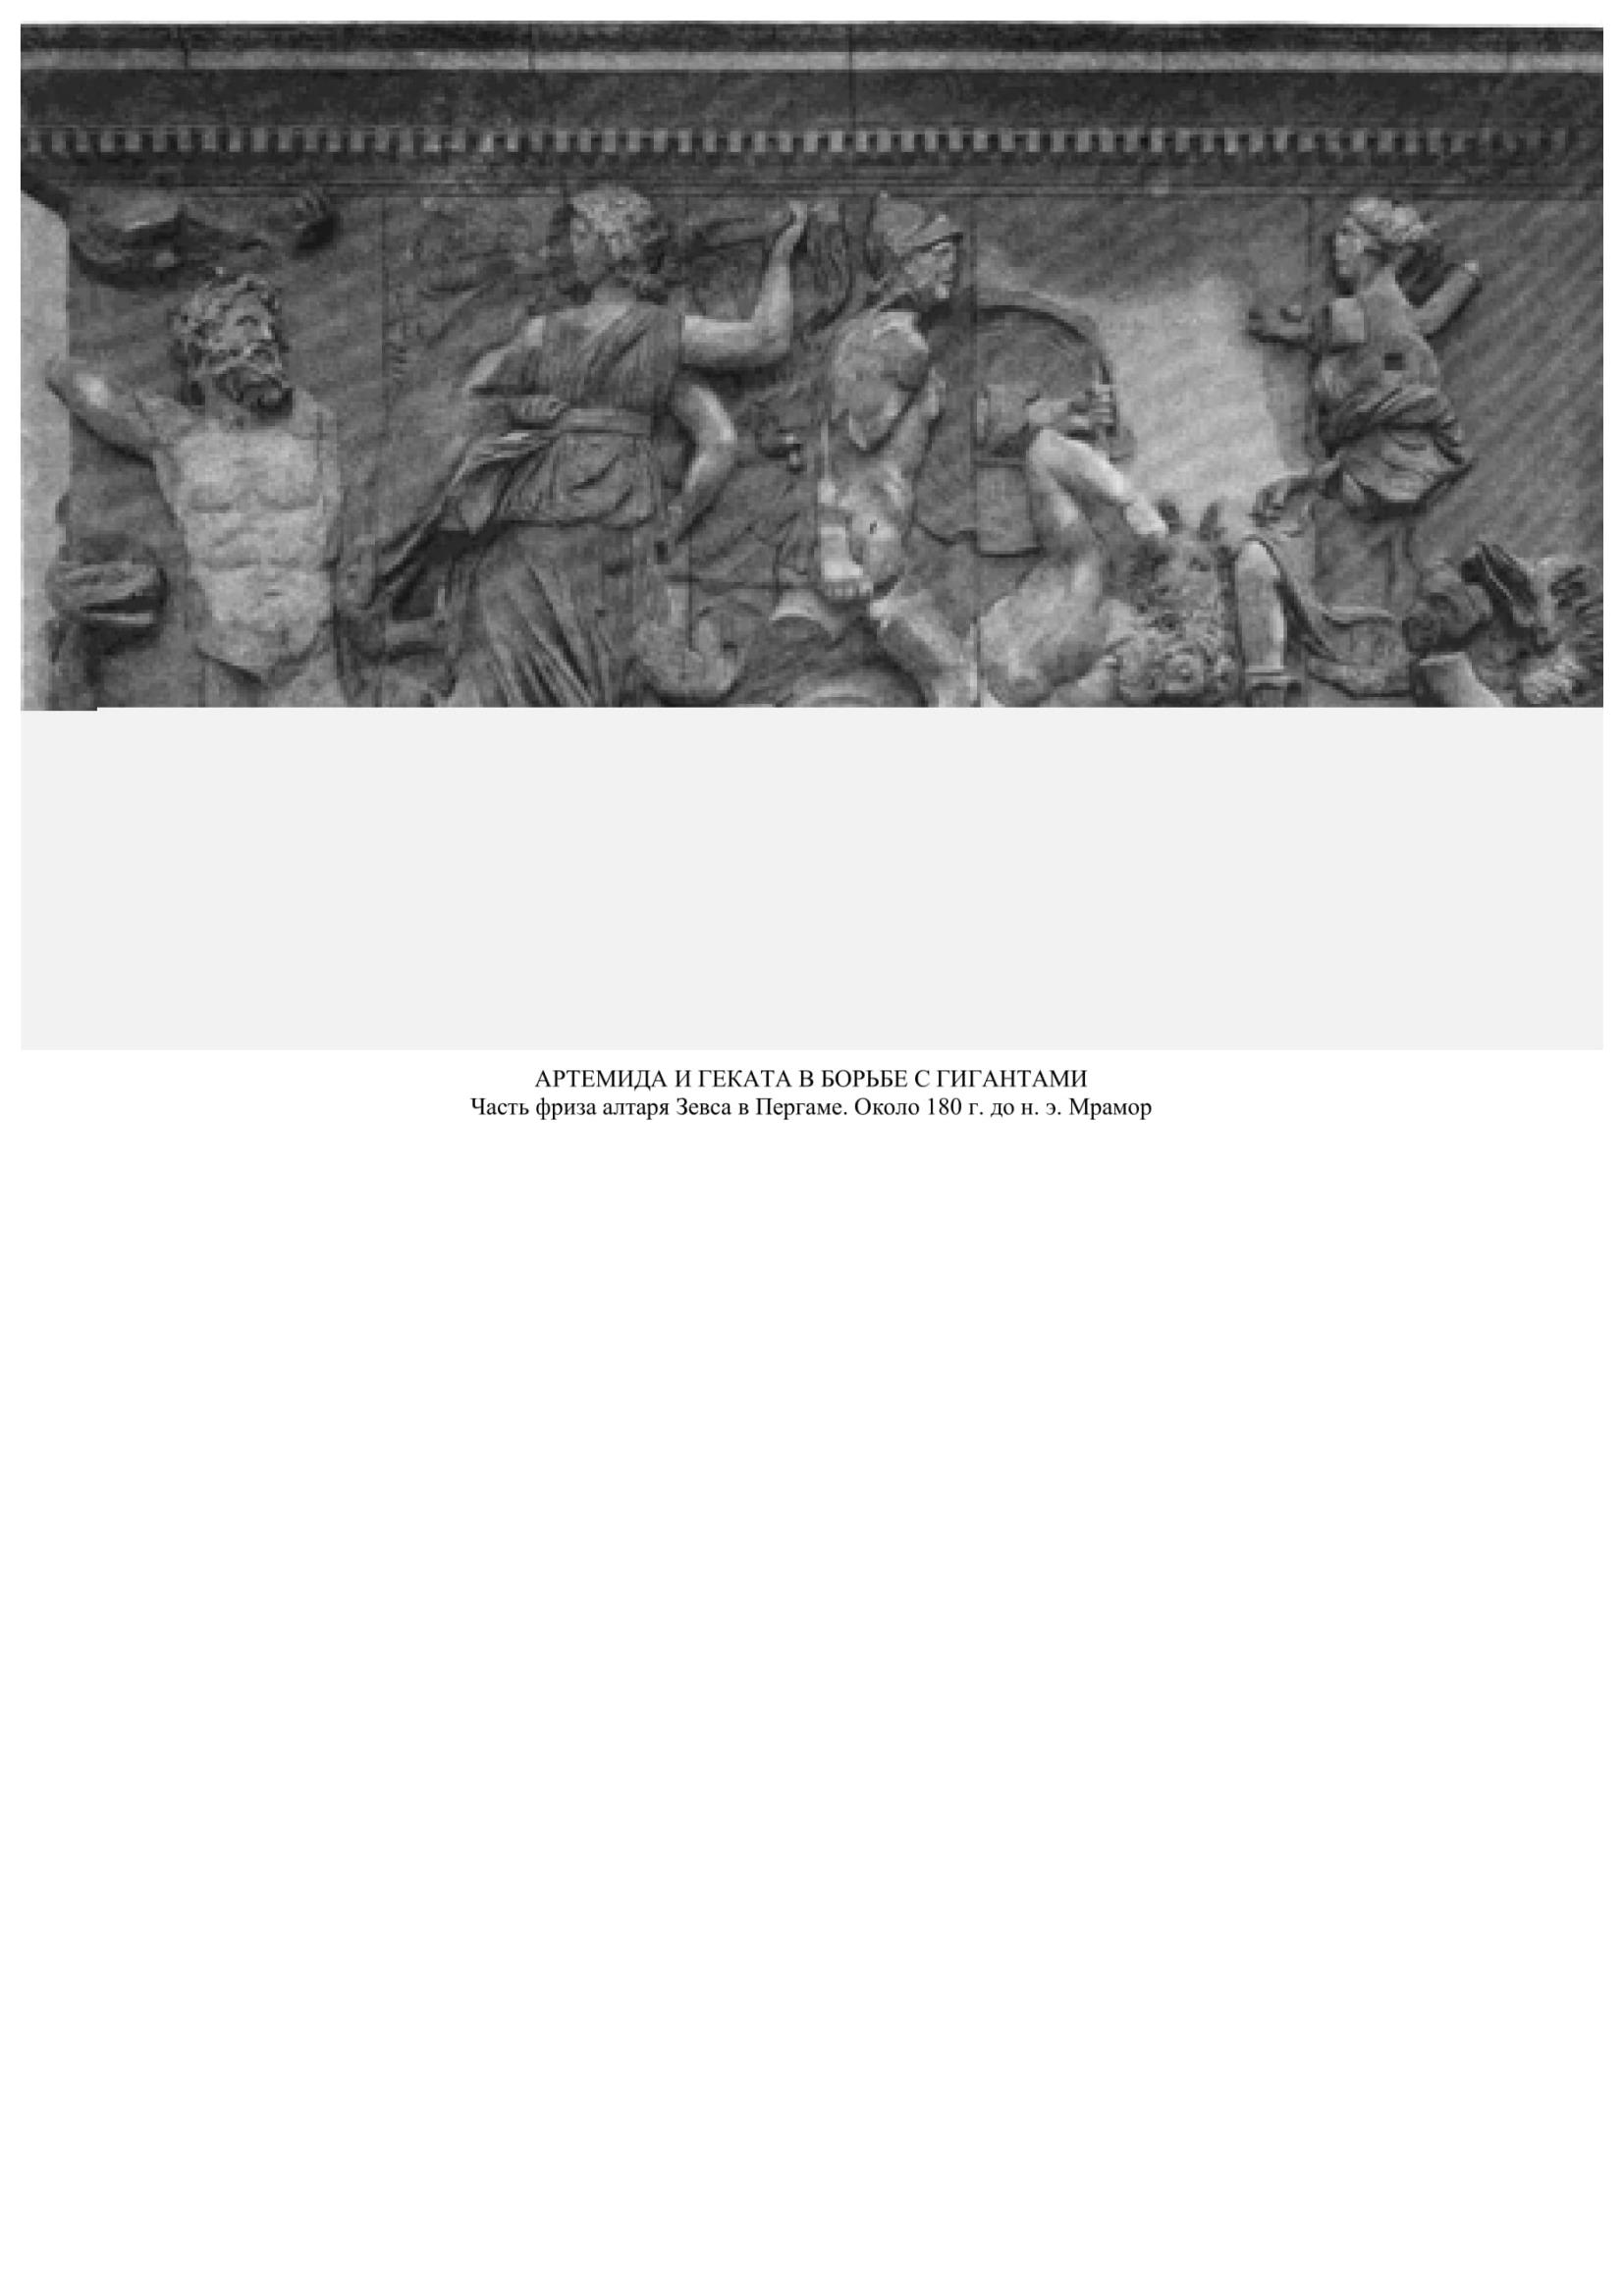 АРТЕМИДА И ГЕКАТА В БОРЬБЕ С ГИГАНТАМИ
Часть фриза алтаря Зевса в Пергаме. Около 180 г. до н. э. Мрамор